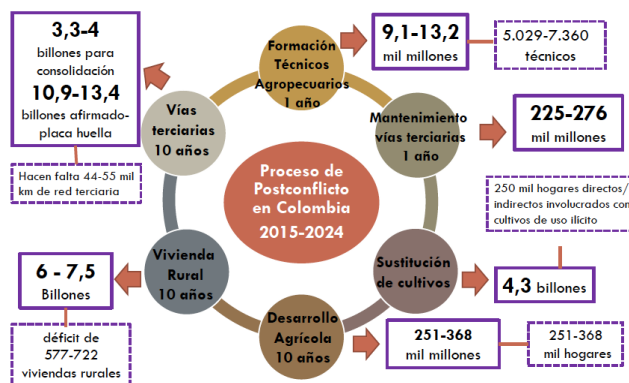 3,3-4
billones para
consolidación
10,9-13,4
billones afirmado-
placa huella
Hacen falta 44-55 mil
km de red terciaria
Vías
terciarias
10 años
Formación
Técnicos
Agropecuarios
1 año
9,1-13,2
mil millones
5.029-7.360
técnicos
Mantenimiento
vías terciarias
1 año
225-276
mil millones
Proceso de
Postconflicto
en Colombia
2015-2024
250 mil hogares directos/
indirectos involucrados con
cultivos de uso ilícito
Sustitución
de cultivos
4,3 billones
Vivienda
Rural
10 años
6 - 7,5
Billones
déficit de
577-722
viviendas rurales
Desarrollo
Agrícola
10 años
251-368
mil millones
251-368
mil hogares